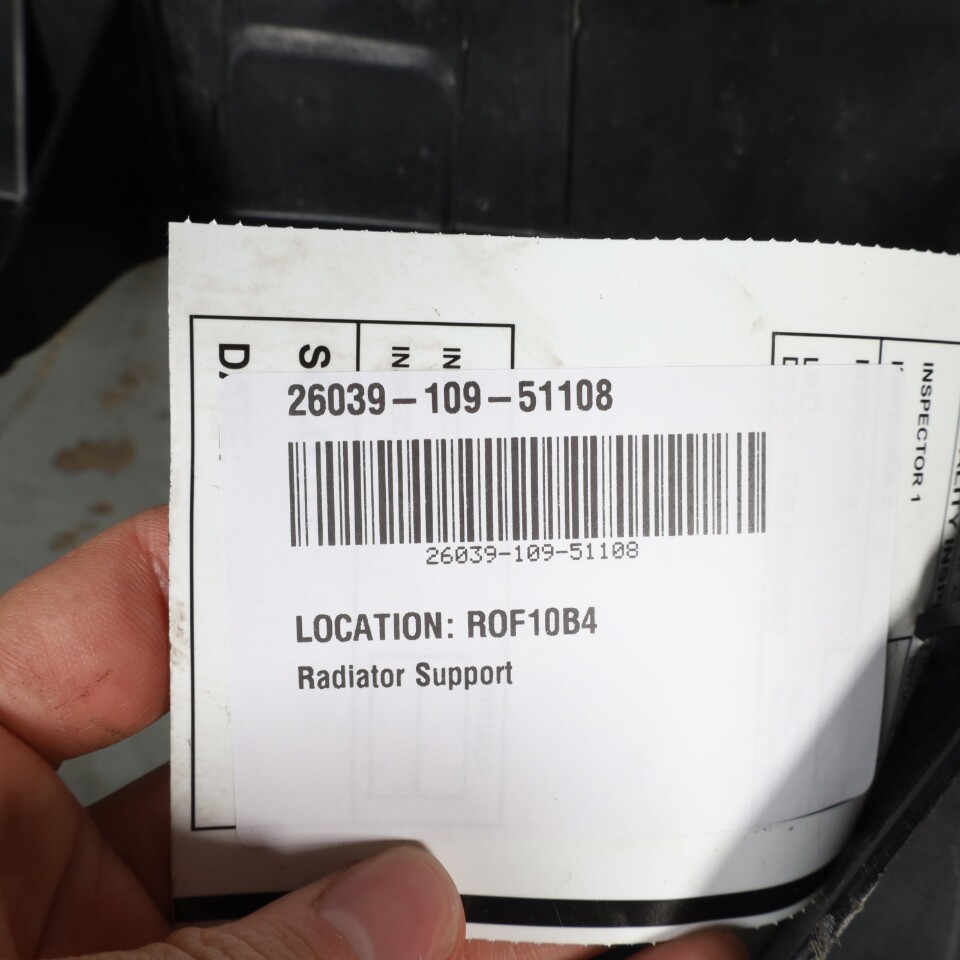 26039-109-51108
26039-109-51108
LOCATION: ROF10B4
Radiator Support
INSPECTOR 1